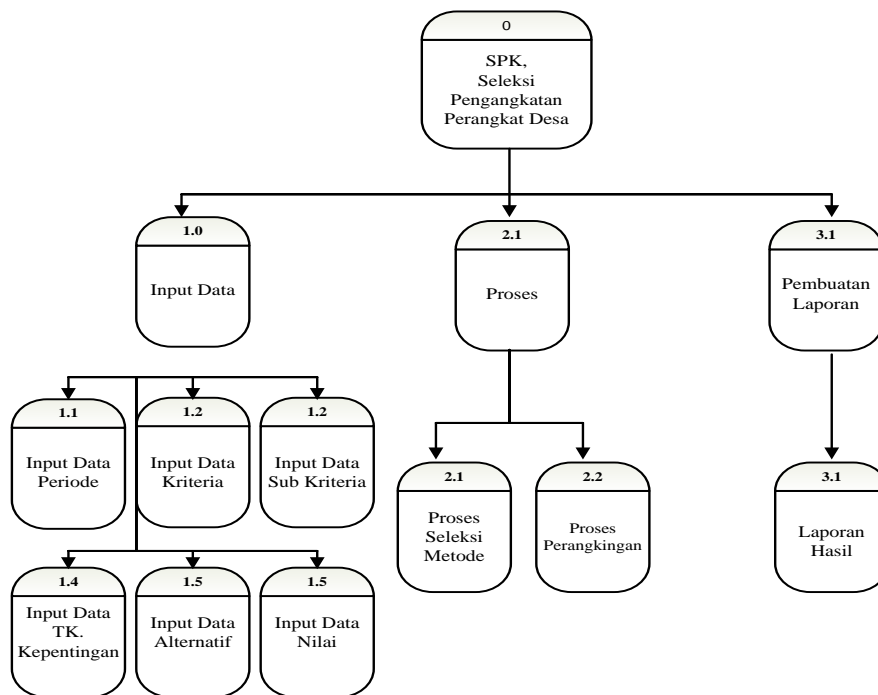 0
SPK,
Seleksi
Pengangkatan
Perangkat Desa
1.0
Input Data
2.1
Proses
3.1
Pembuatan
Laporan
1.1
Input Data
Periode
1.2
Input Data
Kriteria
1.2
Input Data
Sub Kriteria
2.1
Proses
Seleksi
Metode
2.2
Proses
Perangkingan
3.1
Laporan
Hasil
1.4
Input Data
TK.
Kepentingan
1.5
Input Data
Alternatif
1.5
Input Data
Nilai